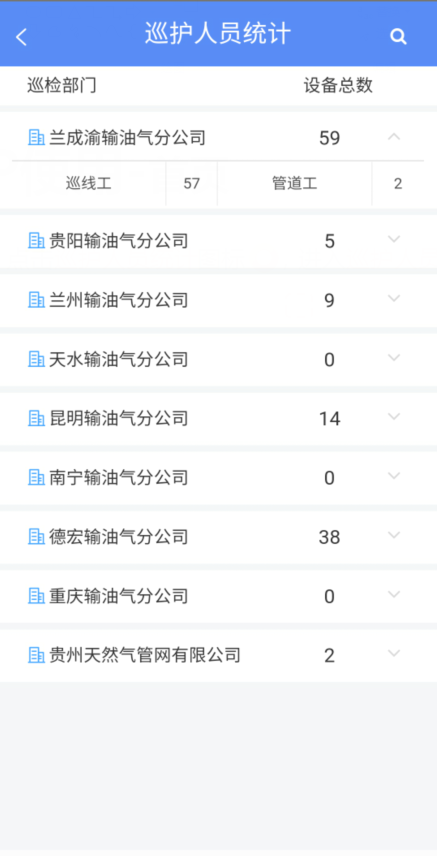 巡护人员统计
巡检部门 设备总数
兰成渝输油气分公司 59
巡线工 57 管道工 2
贵阳输油气分公司 5
兰州输油气分公司 9
天水输油气分公司 0
昆明输油气分公司 14
南宁输油气分公司 0
德宏输油气分公司 38
重庆输油气分公司 0
贵州天然气管网有限公司 2